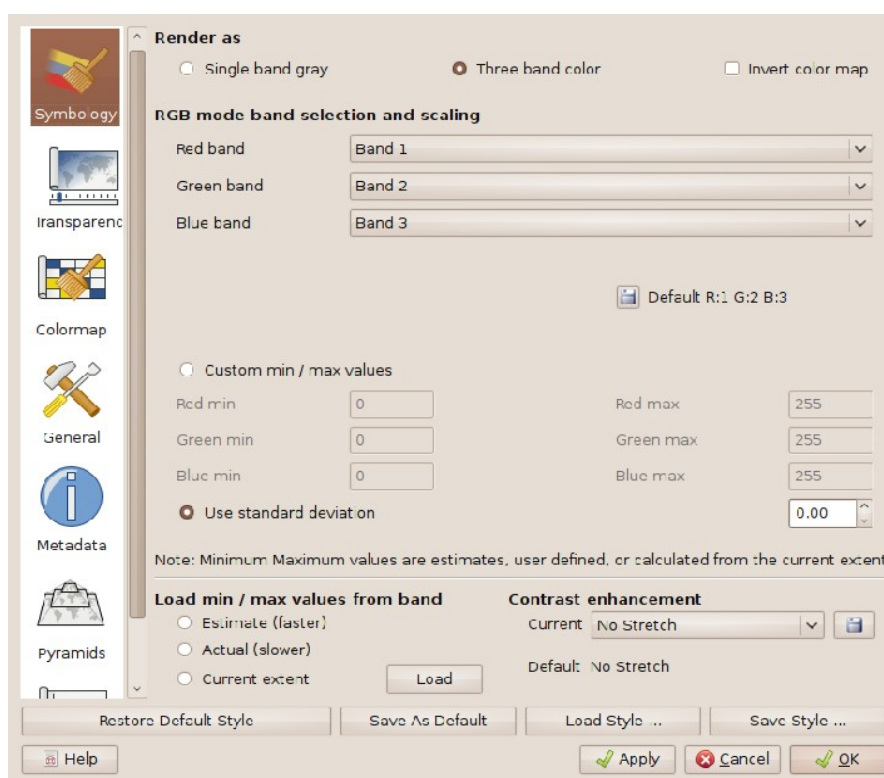 Symbology
Transparenc
Colormap
General
Metadata
Pyramids
Render as
Single band gray
Three band color
Invert color map
RGB mode band selection and scaling
Red band
Band 1
Green band
Band 2
Blue band
Band 3
Default R:1 G:2 B:3
Custom min / max values
Red min
0
Red max
255
Green min
0
Green max
255
Blue min
0
Blue max
255
Use standard deviation
0.00
Note: Minimum Maximum values are estimates, user defined, or calculated from the current extent
Load min / max values from band
Estimate (faster)
Actual (slower)
Current extent
Load
Contrast enhancement
Current
No Stretch
Default
No Stretch
Restore Default Style
Save As Default
Load Style ...
Save Style ...
Help
Apply
Cancel
OK